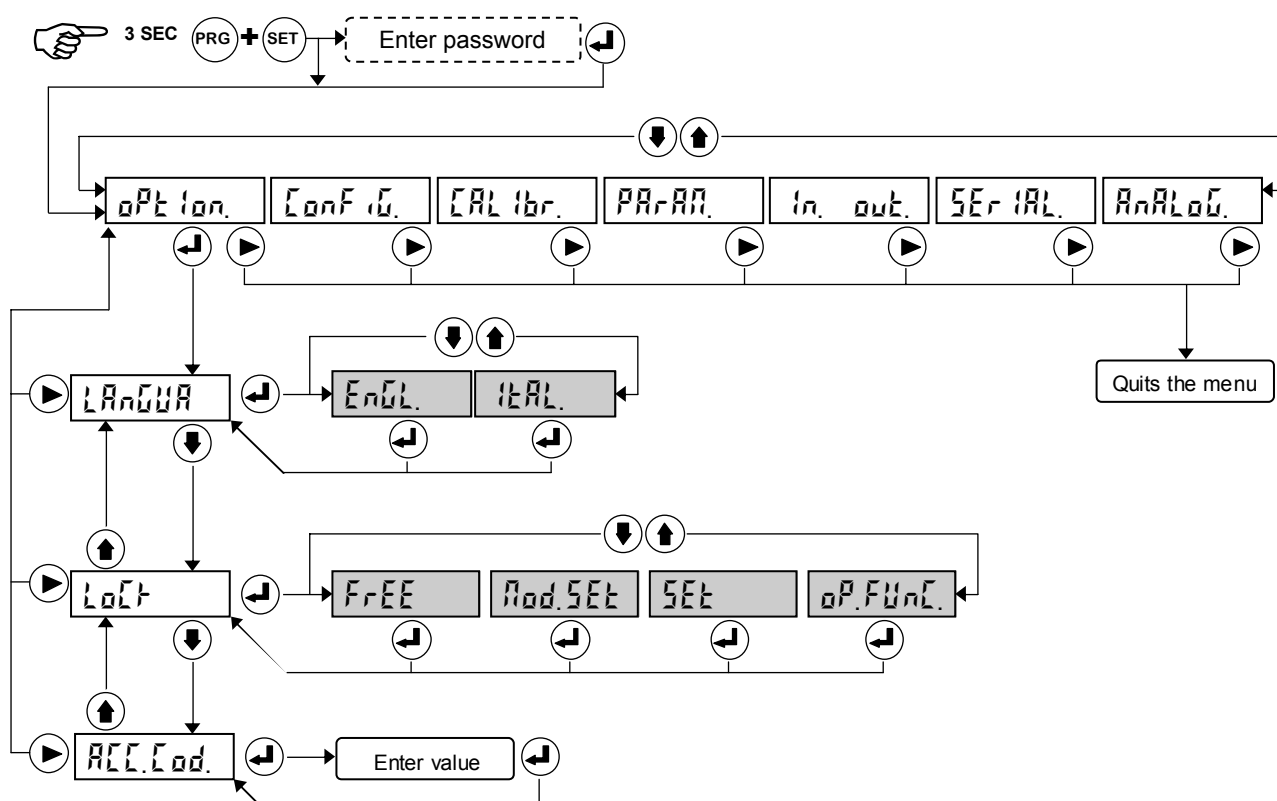 3 SEC PRG + SET Enter password
oPtIon. ConFiG. CALIbr. PArAM. In. out. SErIAL. AnALoG.
Quits the menu
LAnGUA EnGL. ItAL.
LoCk FrEE Mod.SEt SEt oP.FUnC.
ACC.Cod. Enter value